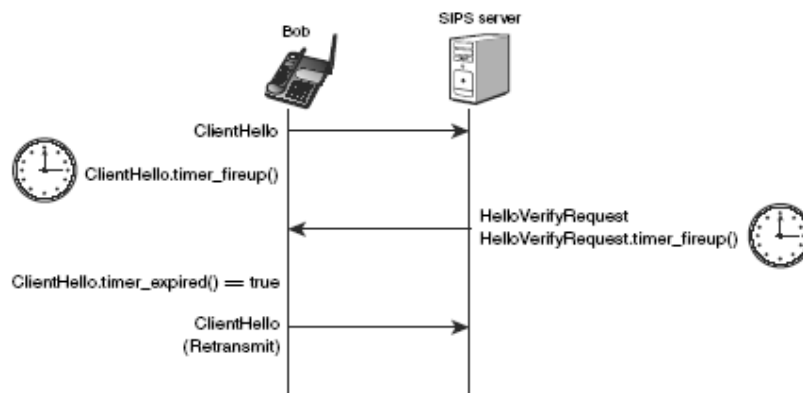 Bob
SIPS server
ClientHello
ClientHello.timer_fireup()
HelloVerifyRequest
HelloVerifyRequest.timer_fireup()
ClientHello.timer_expired() == true
ClientHello
(Retransmit)